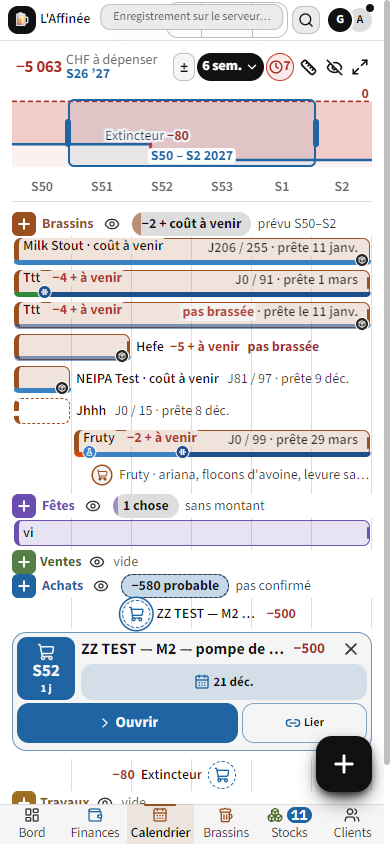 L'Affinée
Enregistrement sur le serveur…
G
A
−5 063 CHF à dépenser
S26 ’27
± 6 sem. 7
0
Extincteur −80
S50 – S2 2027
S50 S51 S52 S53 S1 S2
Brassins −2 + coût à venir prévu S50–S2
Milk Stout · coût à venir J206 / 255 · prête 11 janv.
Ttt −4 + à venir J0 / 91 · prête 1 mars
Ttt −4 + à venir pas brassée · prête le 11 janv.
Hefe −5 + à venir pas brassée
NEIPA Test · coût à venir J81 / 97 · prête 9 déc.
Jhhh J0 / 15 · prête 8 déc.
Fruty −2 + à venir J0 / 99 · prête 29 mars
Fruty · ariana, flocons d'avoine, levure sa…
Fêtes 1 chose sans montant
vi
Ventes vide
Achats −580 probable pas confirmé
ZZ TEST — M2 … −500
S52
1 j
ZZ TEST — M2 — pompe de … −500
21 déc.
Ouvrir
Lier
−80 Extincteur
Travaux vide
Bord Finances Calendrier Brassins Stocks 11 Clients